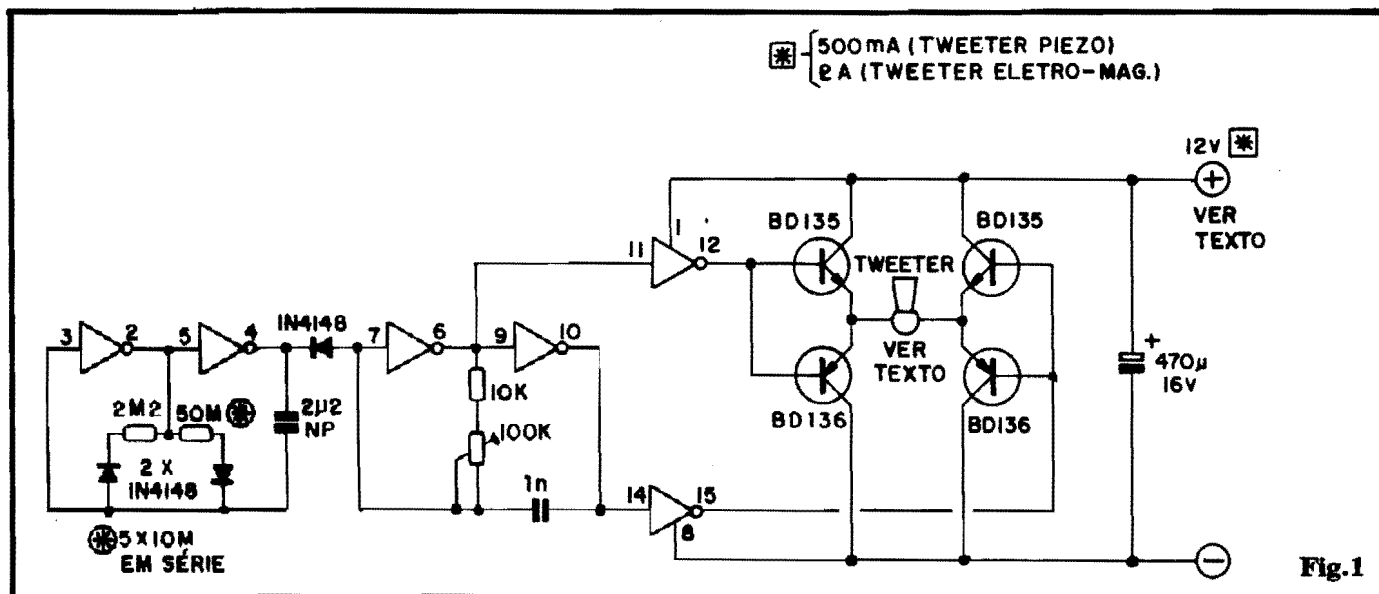 500mA (TWEETER PIEZO)
2A (TWEETER ELETRO-MAG.)
12V
VER
TEXTO
BD135
BD135
1
11
12
TWEETER
VER
TEXTO
3
2
5
4
1N4148
7
6
9
10
10K
2M2
50M
2µ2
NP
100K
2 X
1N4148
1n
14
15
8
BD136
BD136
+
470µ
16V
5X10M
EM SÉRIE
Fig.1